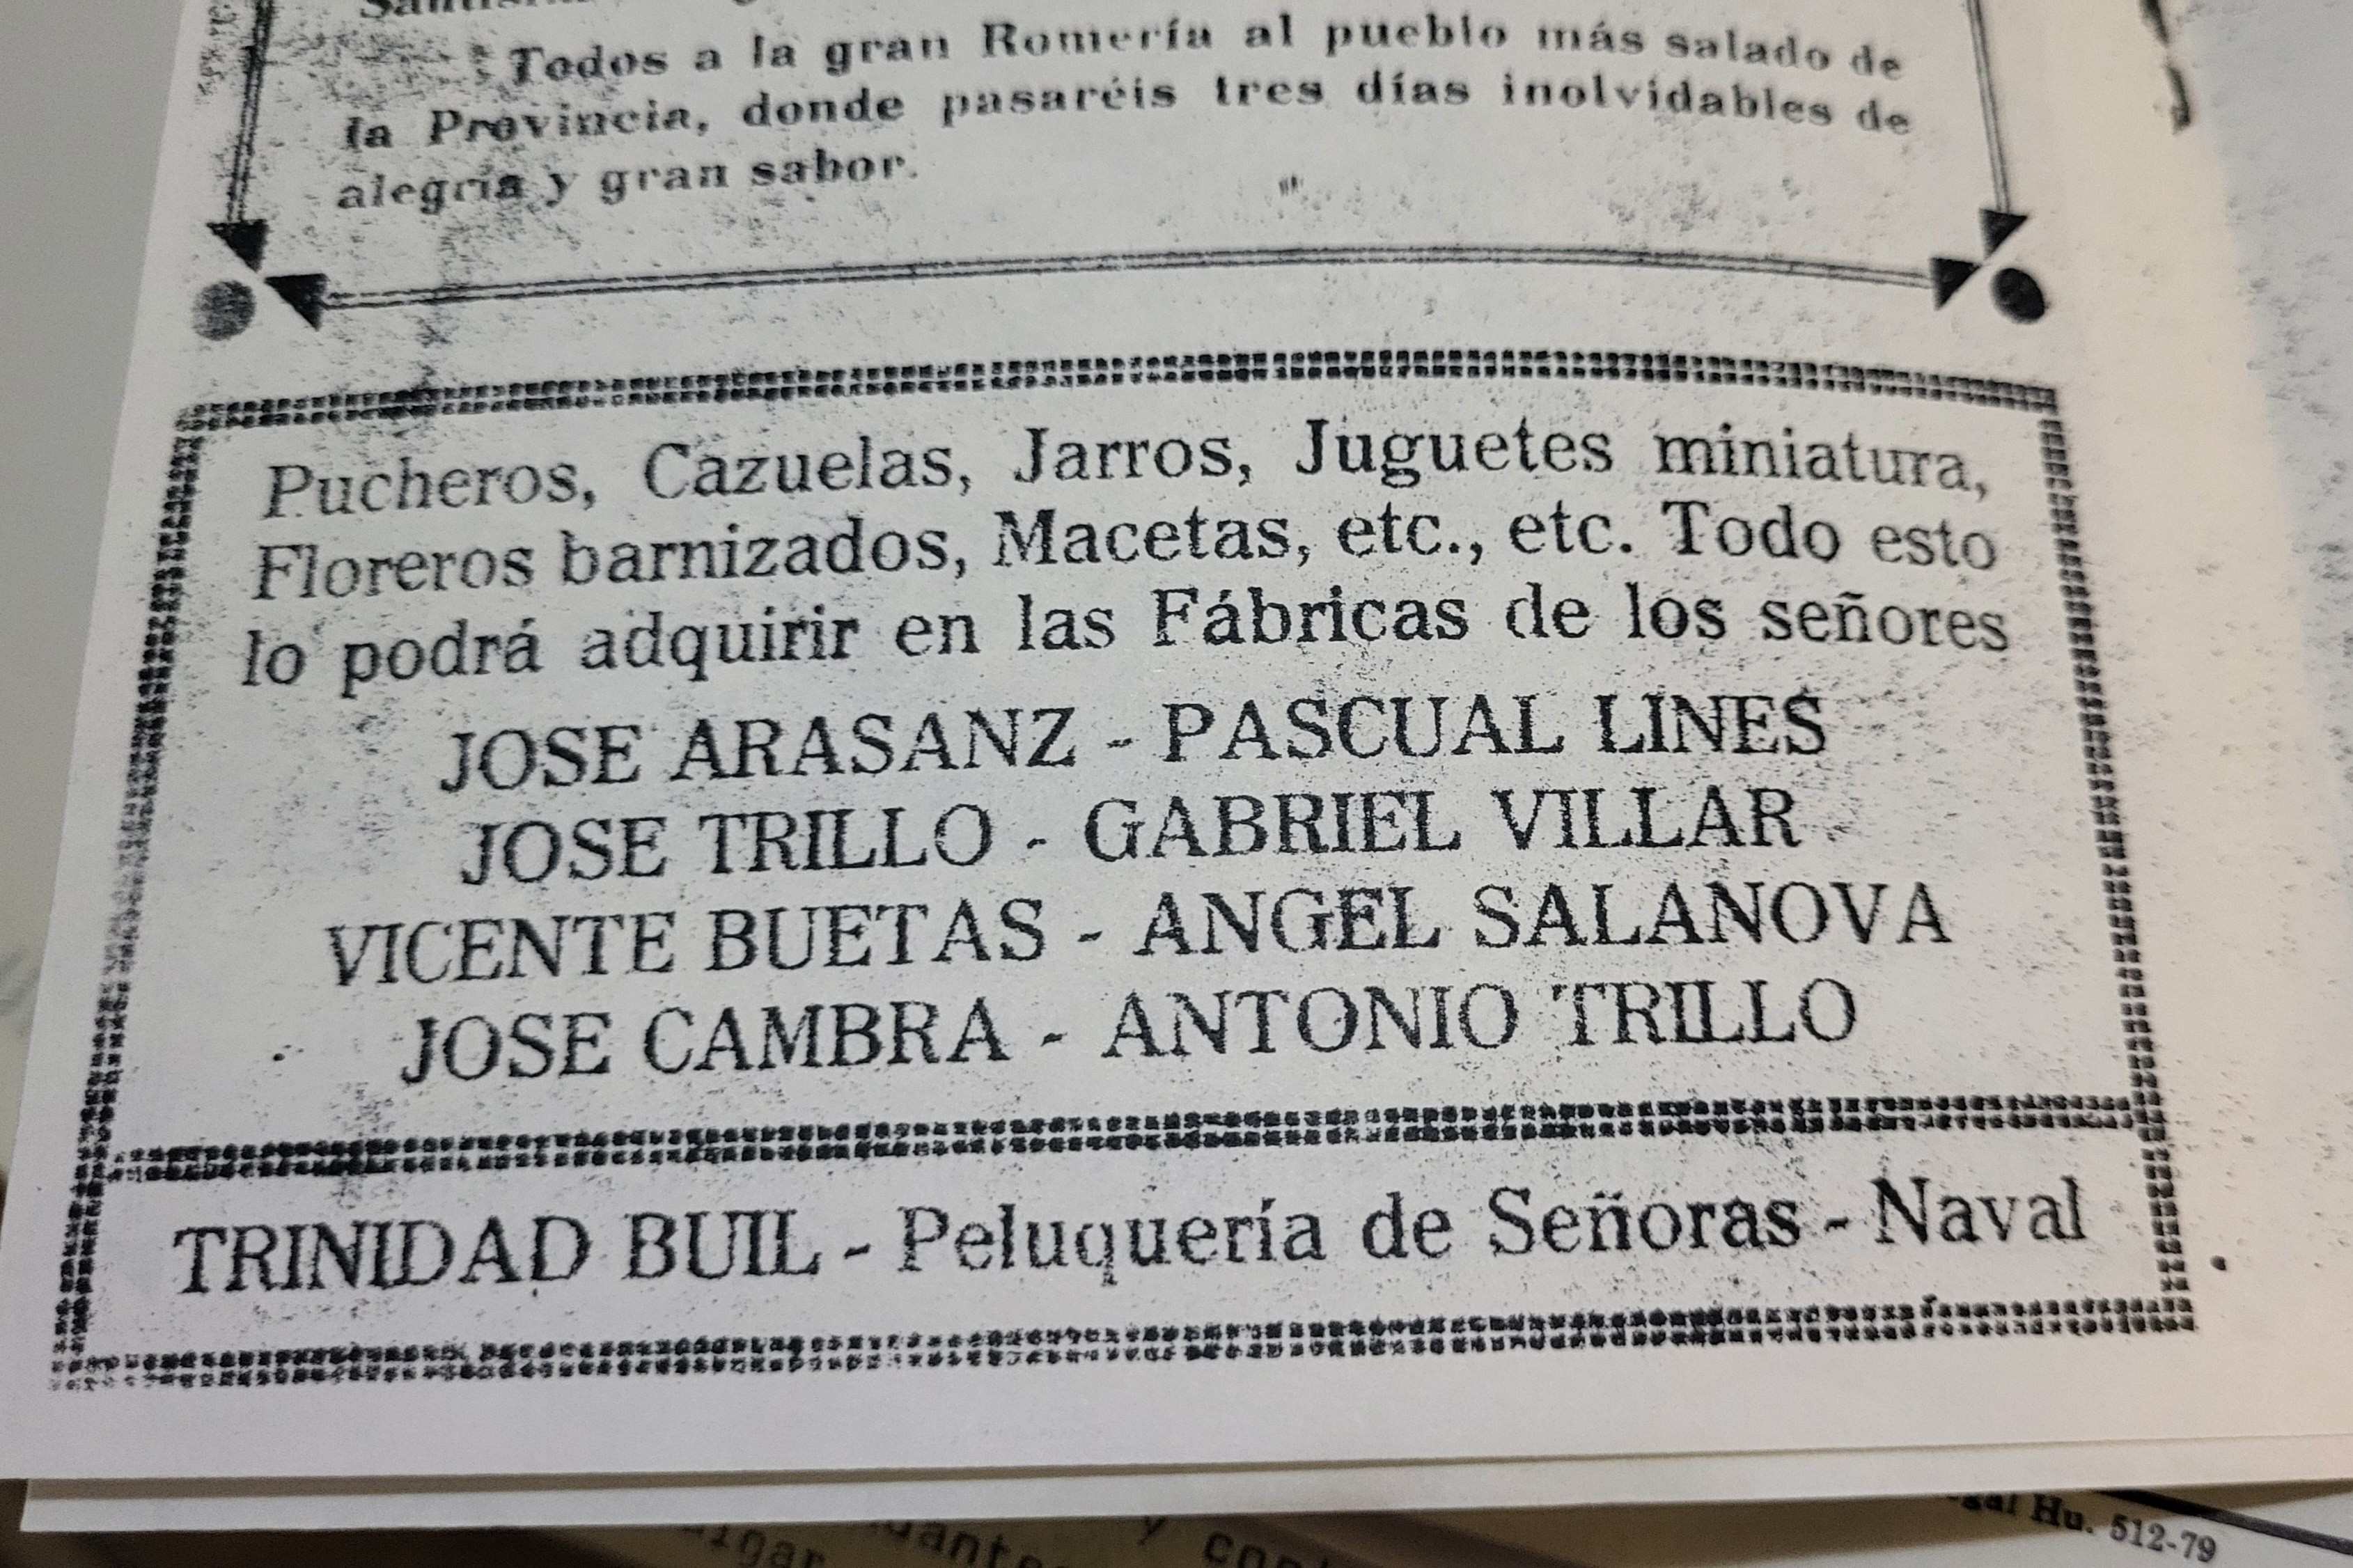 Todos a la gran Romería al pueblo más salado de
la Provincia, donde pasaréis tres días inolvidables de
alegría y gran sabor.
Pucheros, Cazuelas, Jarros, Juguetes miniatura,
Floreros barnizados, Macetas, etc., etc. Todo esto
lo podrá adquirir en las Fábricas de los señores
JOSE ARASANZ - PASCUAL LINES
JOSE TRILLO - GABRIEL VILLAR
VICENTE BUETAS - ANGEL SALANOVA
JOSE CAMBRA - ANTONIO TRILLO
TRINIDAD BUIL - Peluquería de Señoras - Naval
y
Hu. 512-79